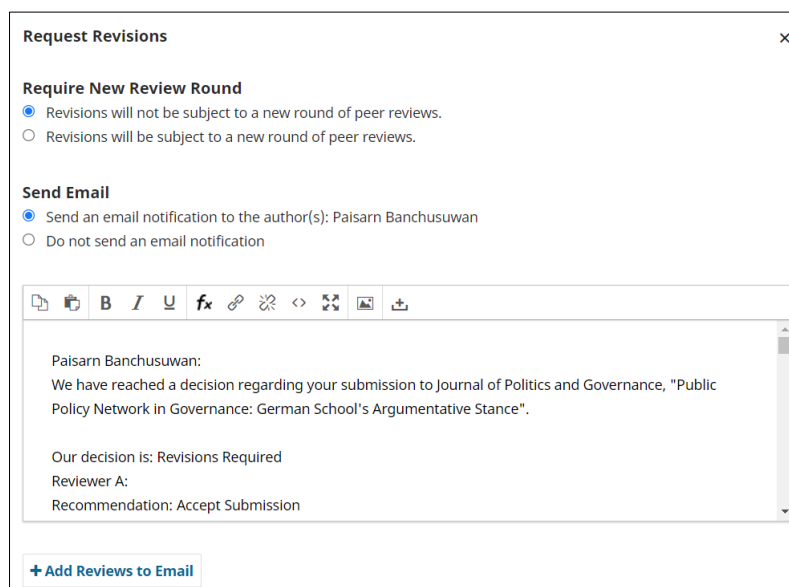 Request Revisions
×
Require New Review Round
Revisions will not be subject to a new round of peer reviews.
Revisions will be subject to a new round of peer reviews.
Send Email
Send an email notification to the author(s): Paisarn Banchusuwan
Do not send an email notification
B I U fx <>
Paisarn Banchusuwan:
We have reached a decision regarding your submission to Journal of Politics and Governance, "Public
Policy Network in Governance: German School's Argumentative Stance".
Our decision is: Revisions Required
Reviewer A:
Recommendation: Accept Submission
+ Add Reviews to Email